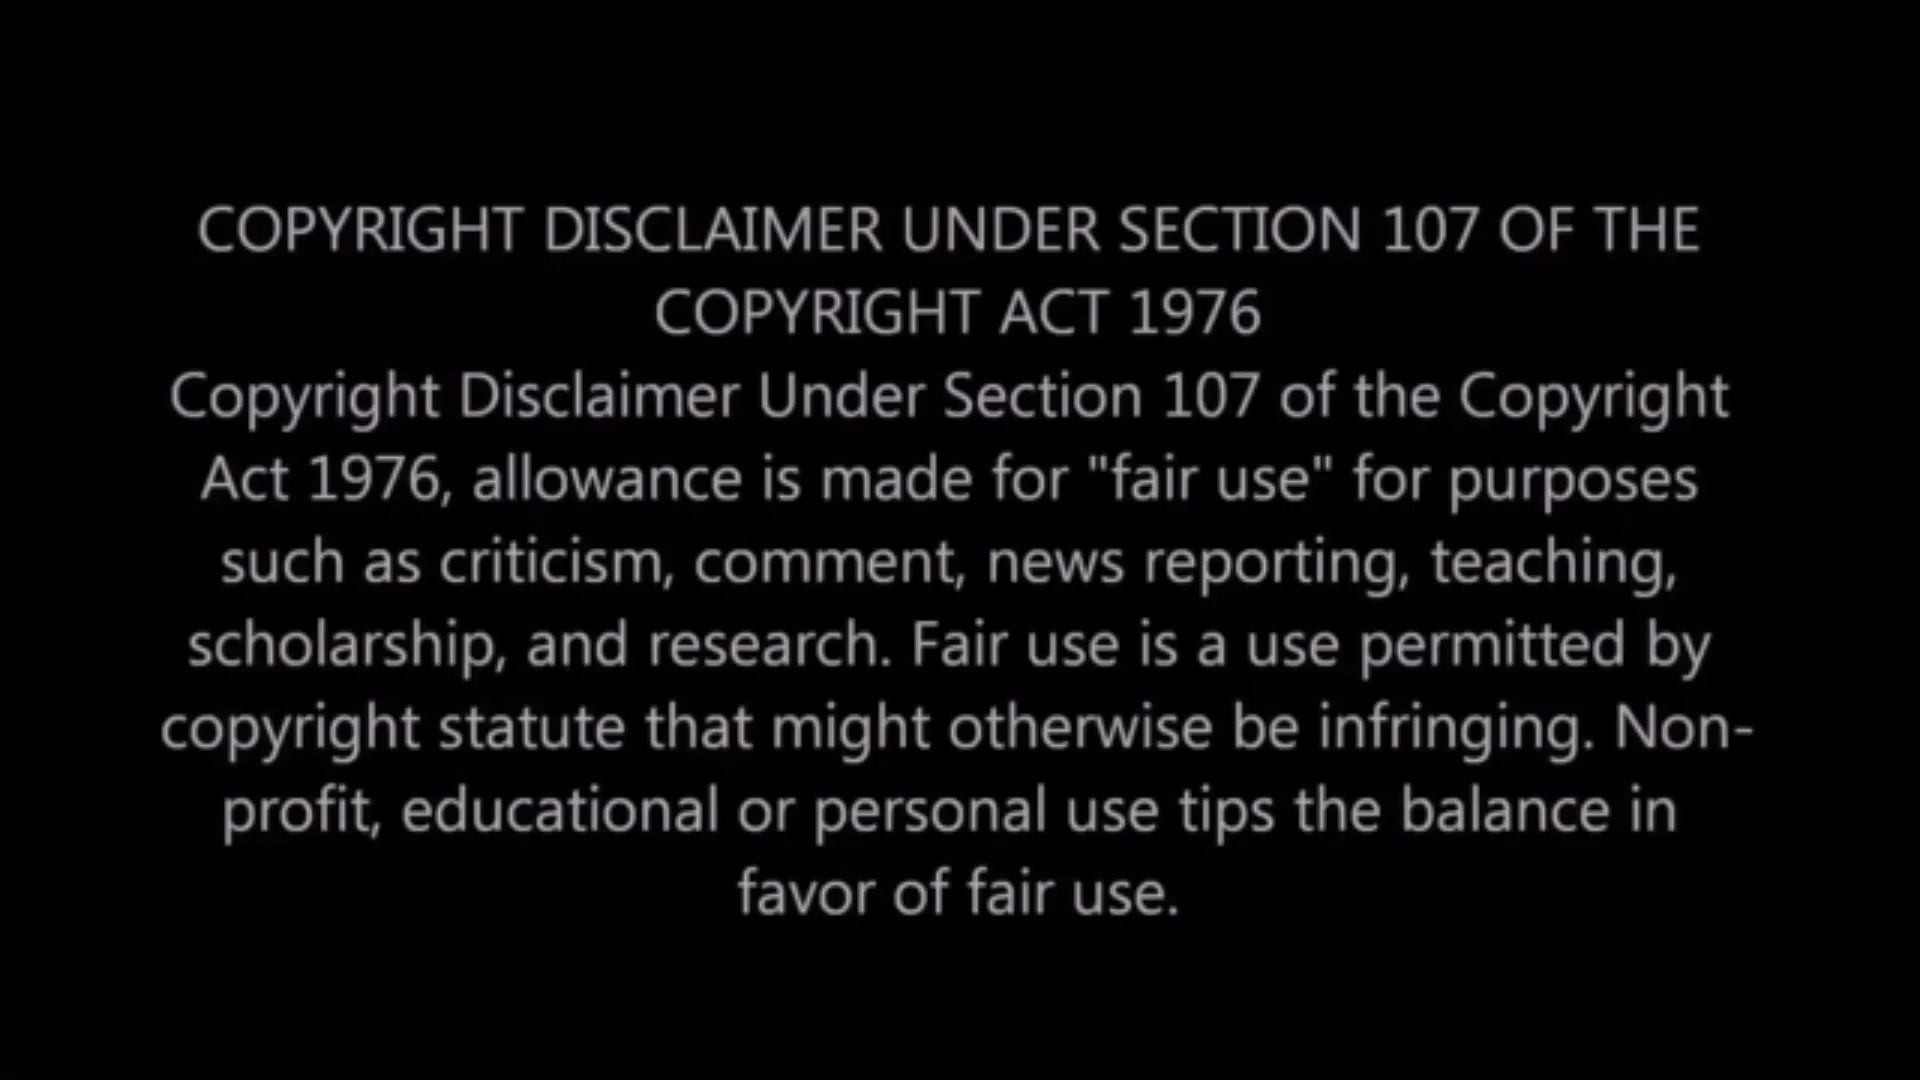 COPYRIGHT DISCLAIMER UNDER SECTION 107 OF THE
COPYRIGHT ACT 1976
Copyright Disclaimer Under Section 107 of the Copyright
Act 1976, allowance is made for "fair use" for purposes
such as criticism, comment, news reporting, teaching,
scholarship, and research. Fair use is a use permitted by
copyright statute that might otherwise be infringing. Non-
profit, educational or personal use tips the balance in
favor of fair use.